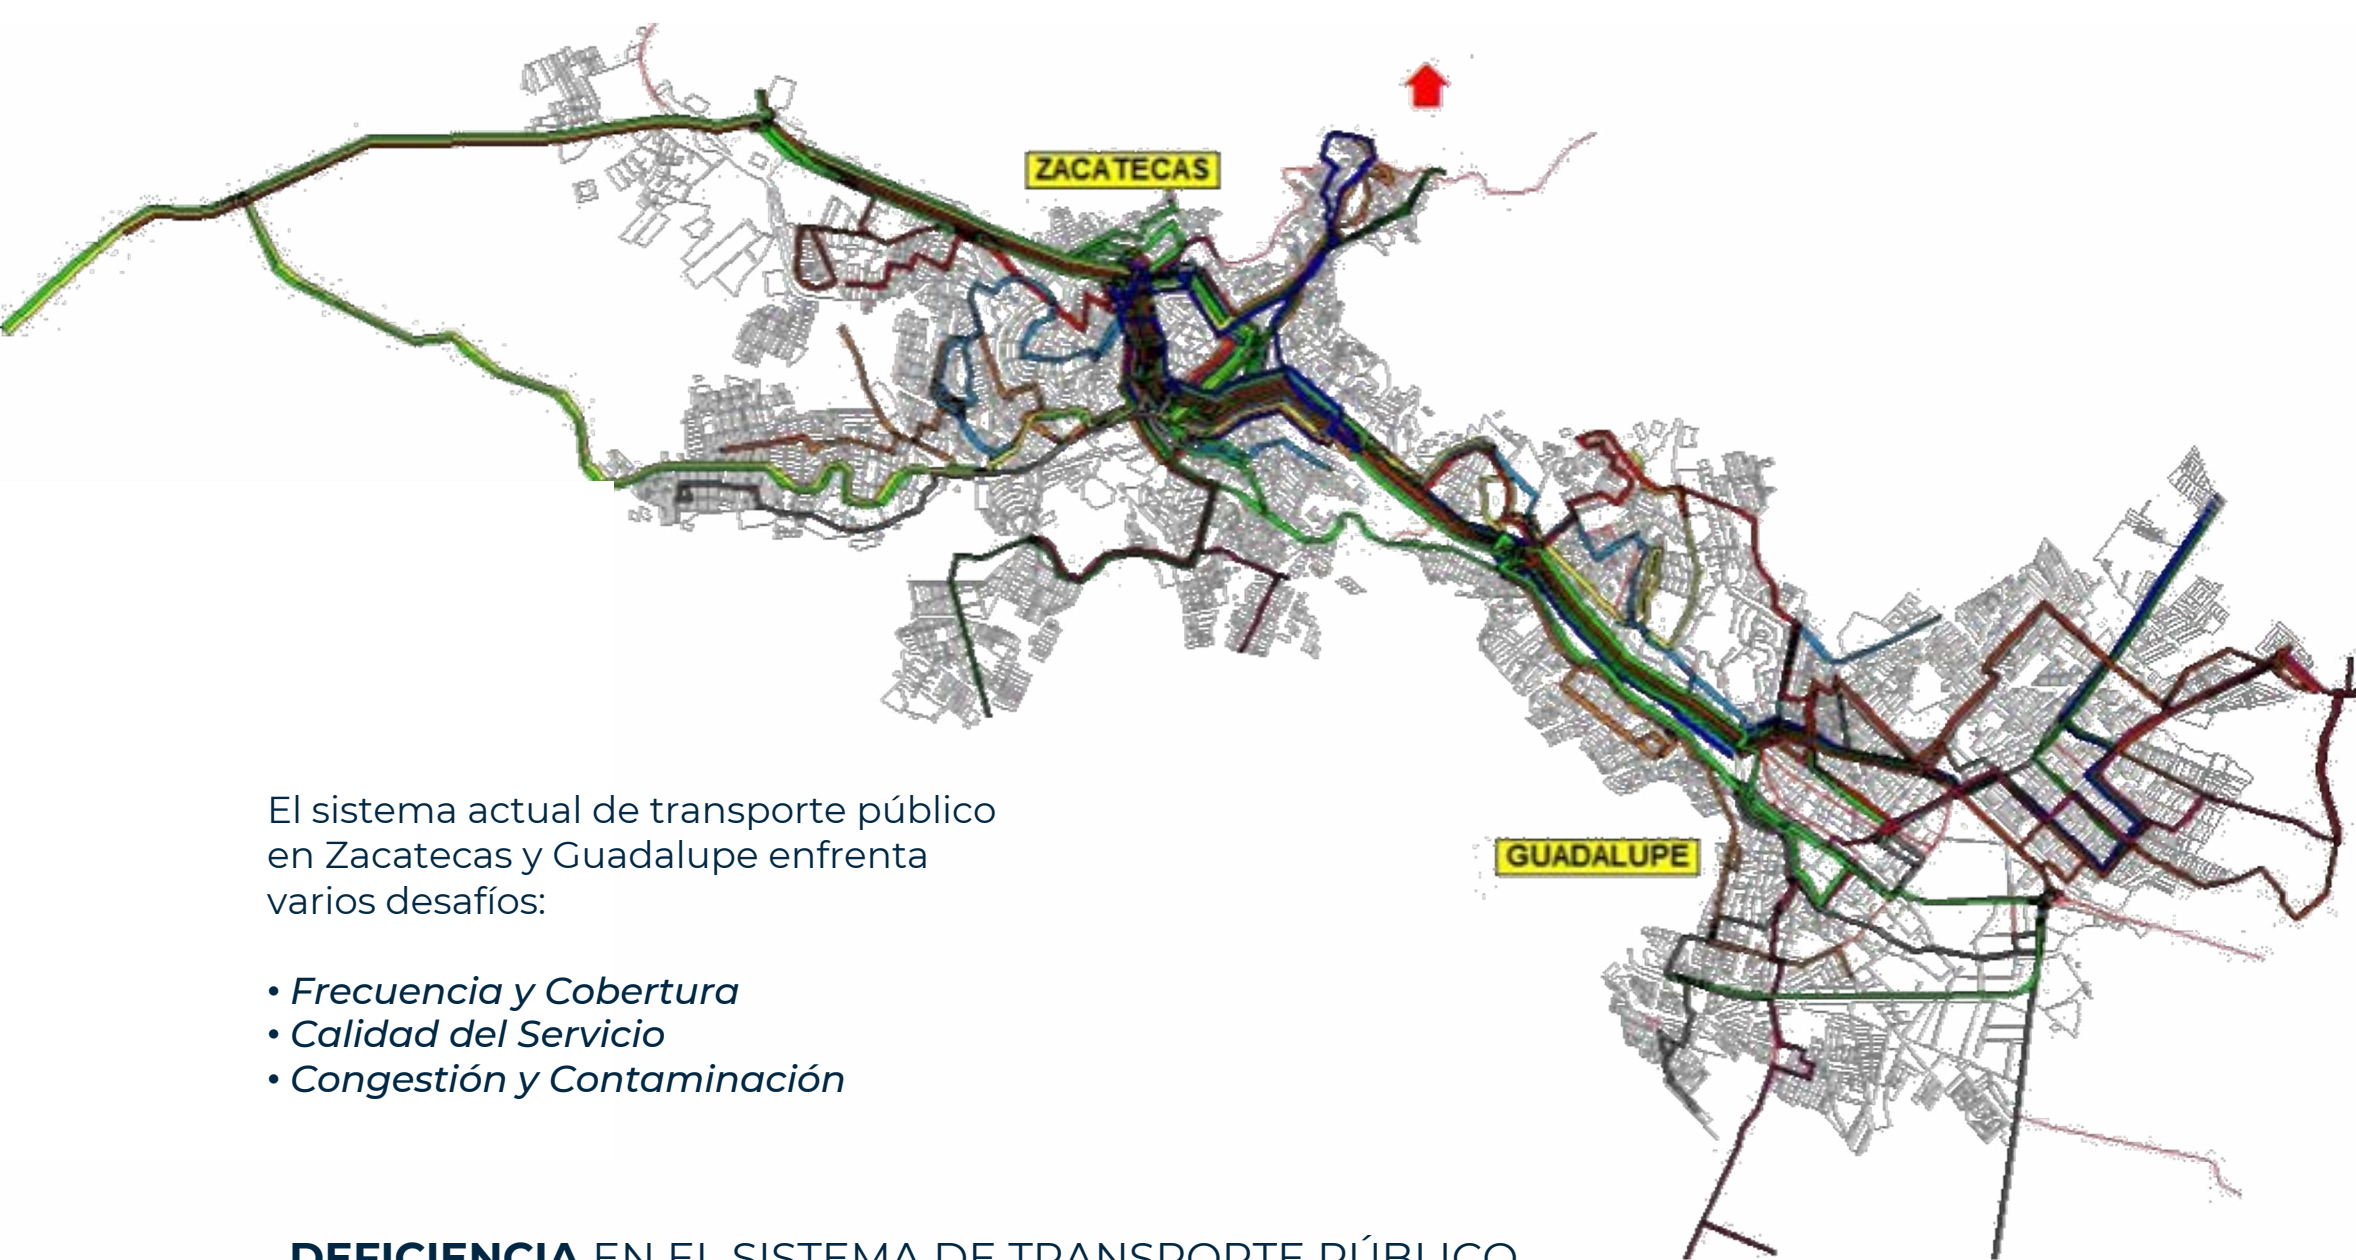 ZACATECAS
El sistema actual de transporte público
en Zacatecas y Guadalupe enfrenta
varios desafíos:
GUADALUPE
• Frecuencia y Cobertura
• Calidad del Servicio
• Congestión y Contaminación
DEFICIENCIA EN EL SISTEMA DE TRANSPORTE PÚBLICO